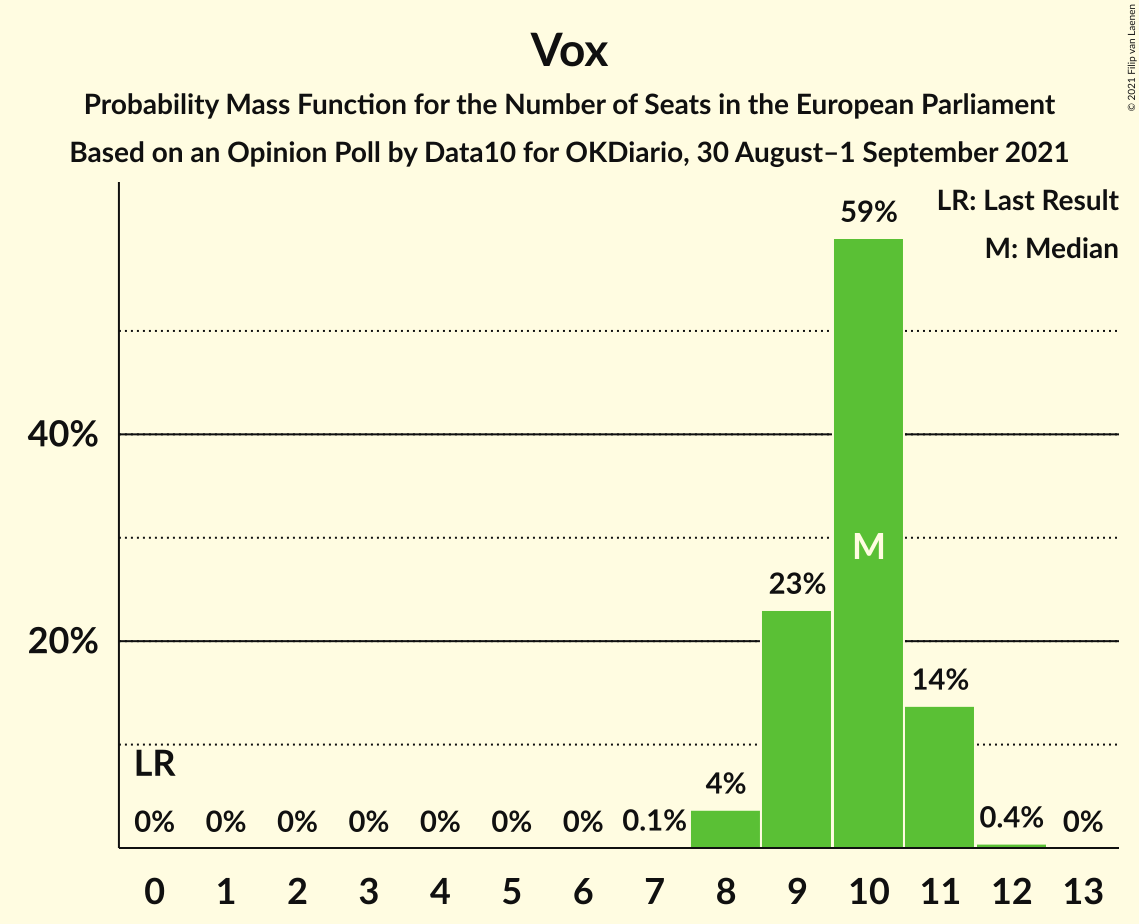 © 2021 Filip van Laenen
Vox
Probability Mass Function for the Number of Seats in the European Parliament
Based on an Opinion Poll by Data10 for OKDiario, 30 August–1 September 2021
LR: Last Result
M: Median
59%
40%
M
23%
20%
14%
LR
4%
0% 0% 0% 0% 0% 0% 0% 0.1% 0.4% 0%
0 1 2 3 4 5 6 7 8 9 10 11 12 13